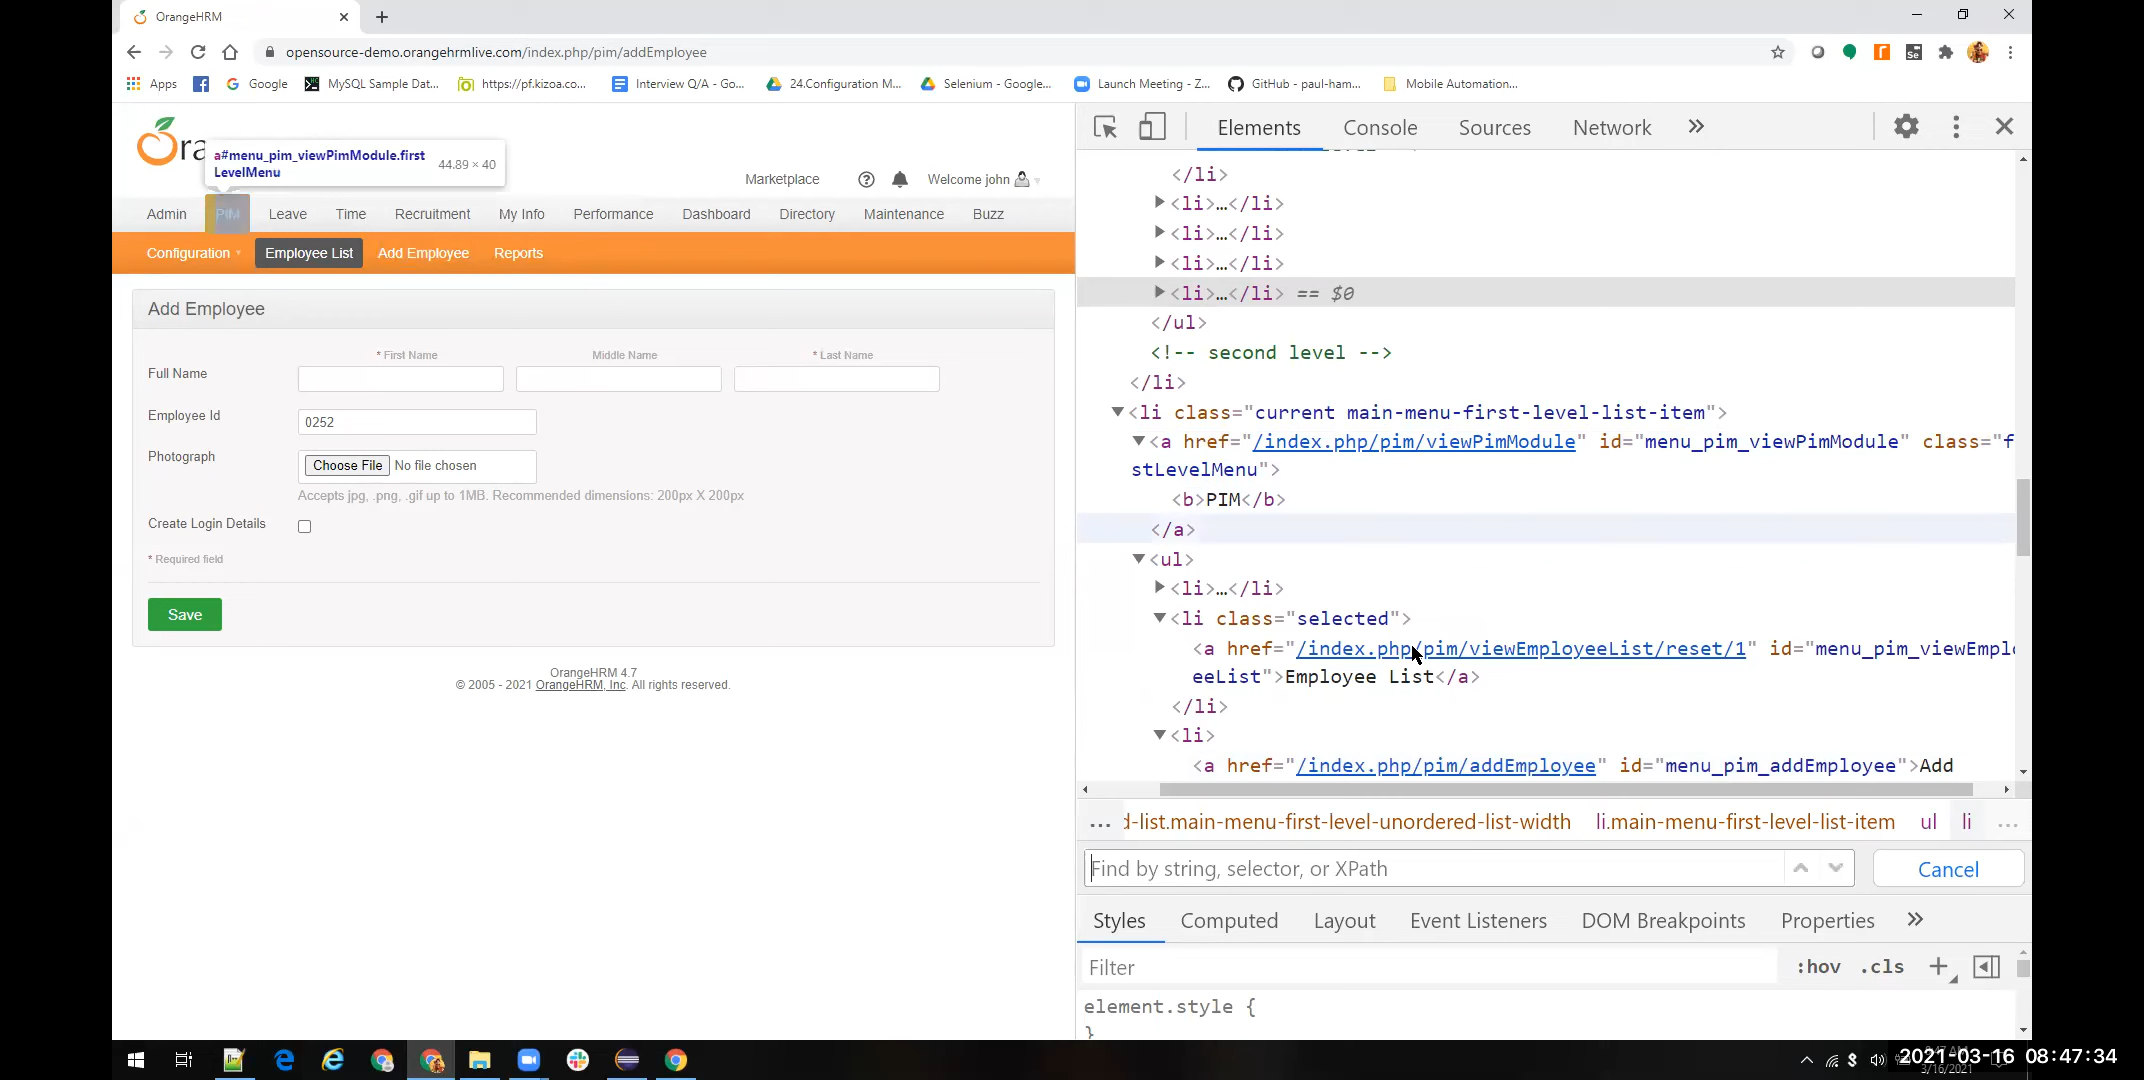 OrangeHRM
opensource-demo.orangehrmlive.com/index.php/pim/addEmployee
Apps
Google
MySQL Sample Dat...
https://pf.kizoa.co...
Interview Q/A - Go...
24.Configuration M...
Selenium - Google...
Launch Meeting - Z...
GitHub - paul-ham...
Mobile Automation...
a#menu_pim_viewPimModule.first
LevelMenu
44.89 × 40
Marketplace
Welcome john
Admin PIM Leave Time Recruitment My Info Performance Dashboard Directory Maintenance Buzz
Configuration Employee List Add Employee Reports
Add Employee
* First Name Middle Name * Last Name
Full Name
Employee Id 0252
Photograph Choose File No file chosen
Accepts jpg, .png, .gif up to 1MB. Recommended dimensions: 200px X 200px
Create Login Details
* Required field
Save
OrangeHRM 4.7
© 2005 - 2021 OrangeHRM, Inc. All rights reserved.
Elements Console Sources Network
</li>
<li>…</li>
<li>…</li>
<li>…</li>
<li>…</li> == $0
</ul>
<!-- second level -->
</li>
<li class="current main-menu-first-level-list-item">
<a href="/index.php/pim/viewPimModule" id="menu_pim_viewPimModule" class="f
stLevelMenu">
<b>PIM</b>
</a>
<ul>
<li>…</li>
<li class="selected">
<a href="/index.php/pim/viewEmployeeList/reset/1" id="menu_pim_viewEmpl
eeList">Employee List</a>
</li>
<li>
<a href="/index.php/pim/addEmployee" id="menu_pim_addEmployee">Add
... d-list.main-menu-first-level-unordered-list-width li.main-menu-first-level-list-item ul li ...
Find by string, selector, or XPath
Cancel
Styles Computed Layout Event Listeners DOM Breakpoints Properties
Filter
:hov .cls
element.style {
}
2021-03-16 08:47:34
3/16/2021